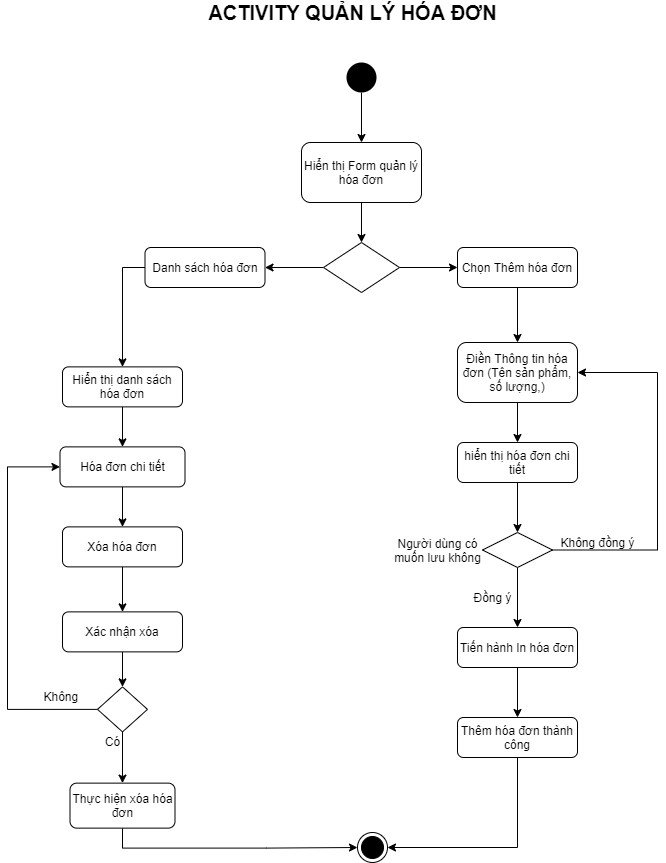 ACTIVITY QUẢN LÝ HÓA ĐƠN
Hiển thị Form quản lý
hóa đơn
Danh sách hóa đơn
Chọn Thêm hóa đơn
Hiển thị danh sách
hóa đơn
Điền Thông tin hóa
đơn (Tên sản phẩm,
số lượng,)
Hóa đơn chi tiết
hiển thị hóa đơn chi
tiết
Xóa hóa đơn
Người dùng có
muốn lưu không
Không đồng ý
Đồng ý
Xác nhận xóa
Tiến hành In hóa đơn
Không
Có
Thêm hóa đơn thành
công
Thực hiện xóa hóa
đơn